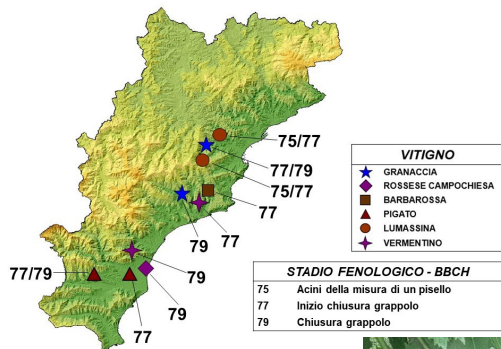 75/77
77/79
75/77
77
77
79
79
77/79
79
77
VITIGNO
GRANACCIA
ROSSESE CAMPOCHIESA
BARBAROSSA
PIGATO
LUMASSINA
VERMENTINO
STADIO FENOLOGICO - BBCH
75 Acini della misura di un pisello
77 Inizio chiusura grappolo
79 Chiusura grappolo